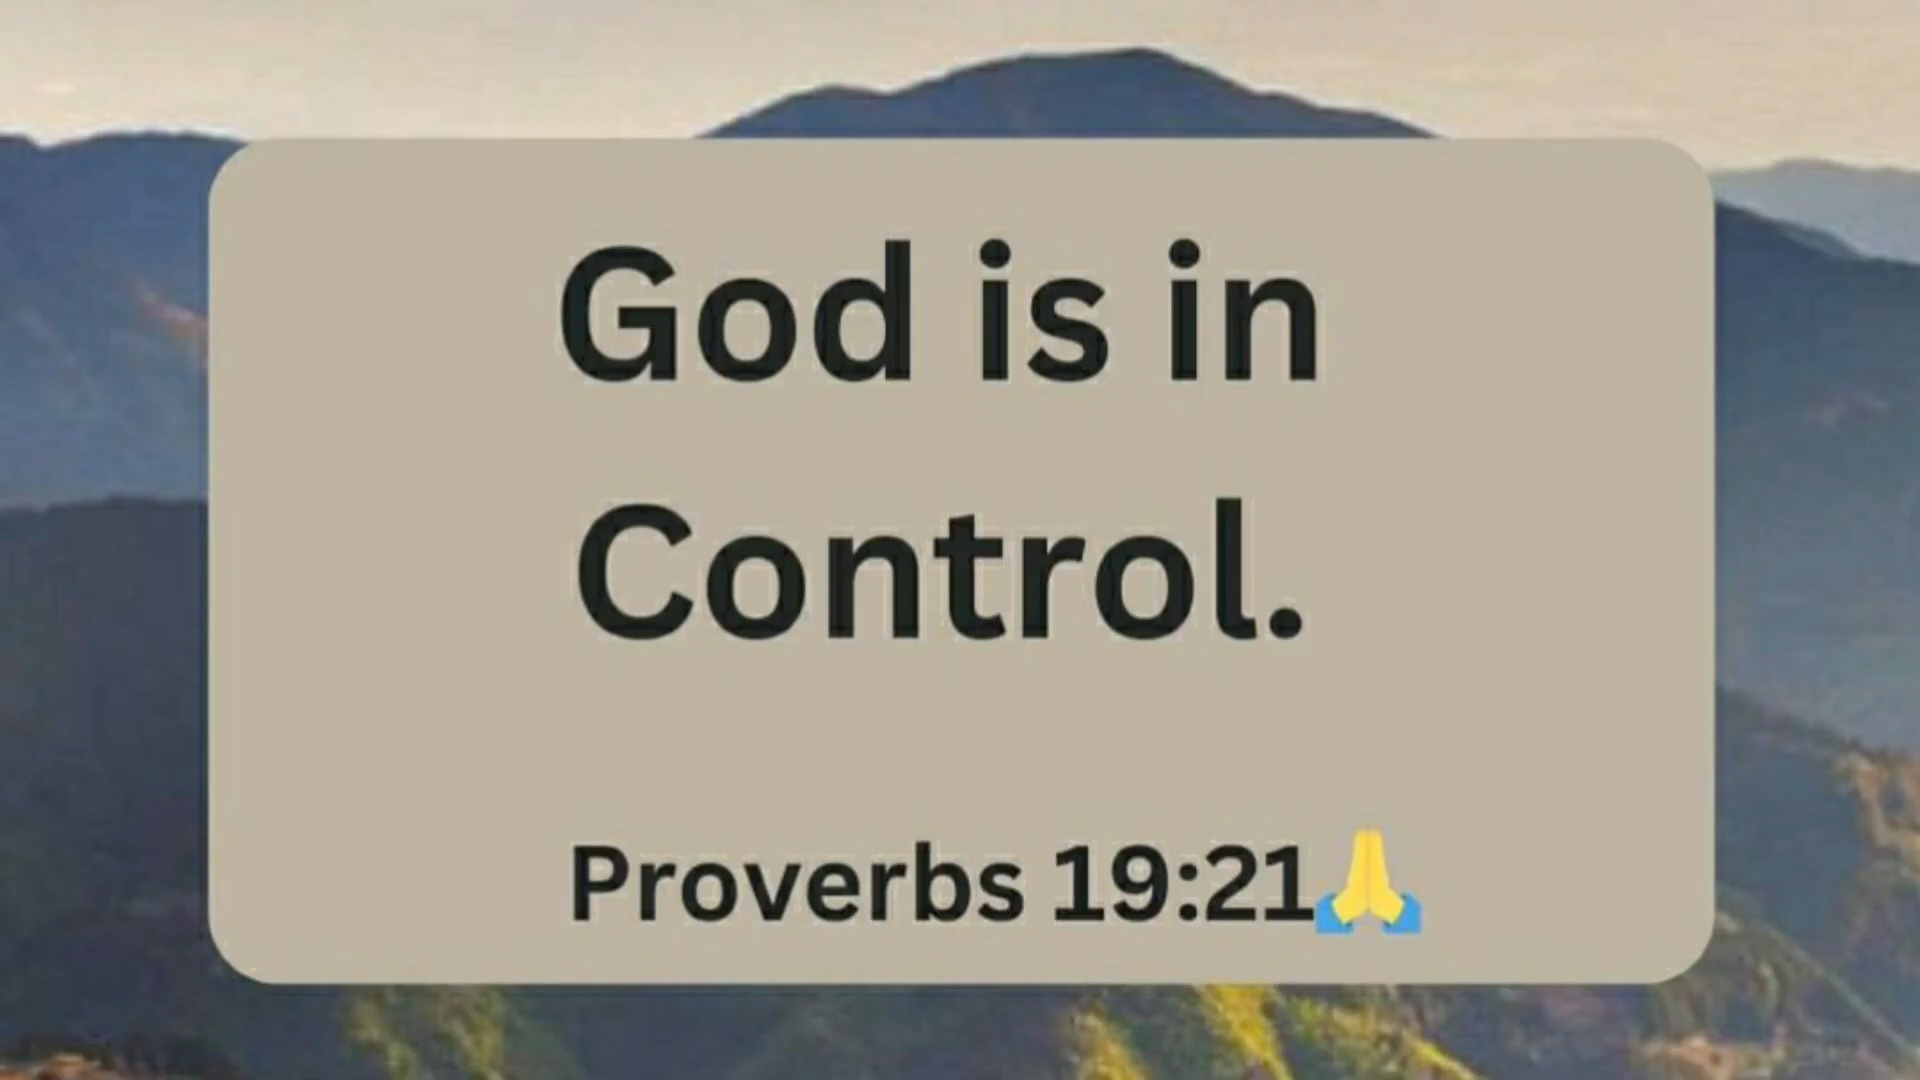 God is in
Control.
Proverbs 19:21🙏